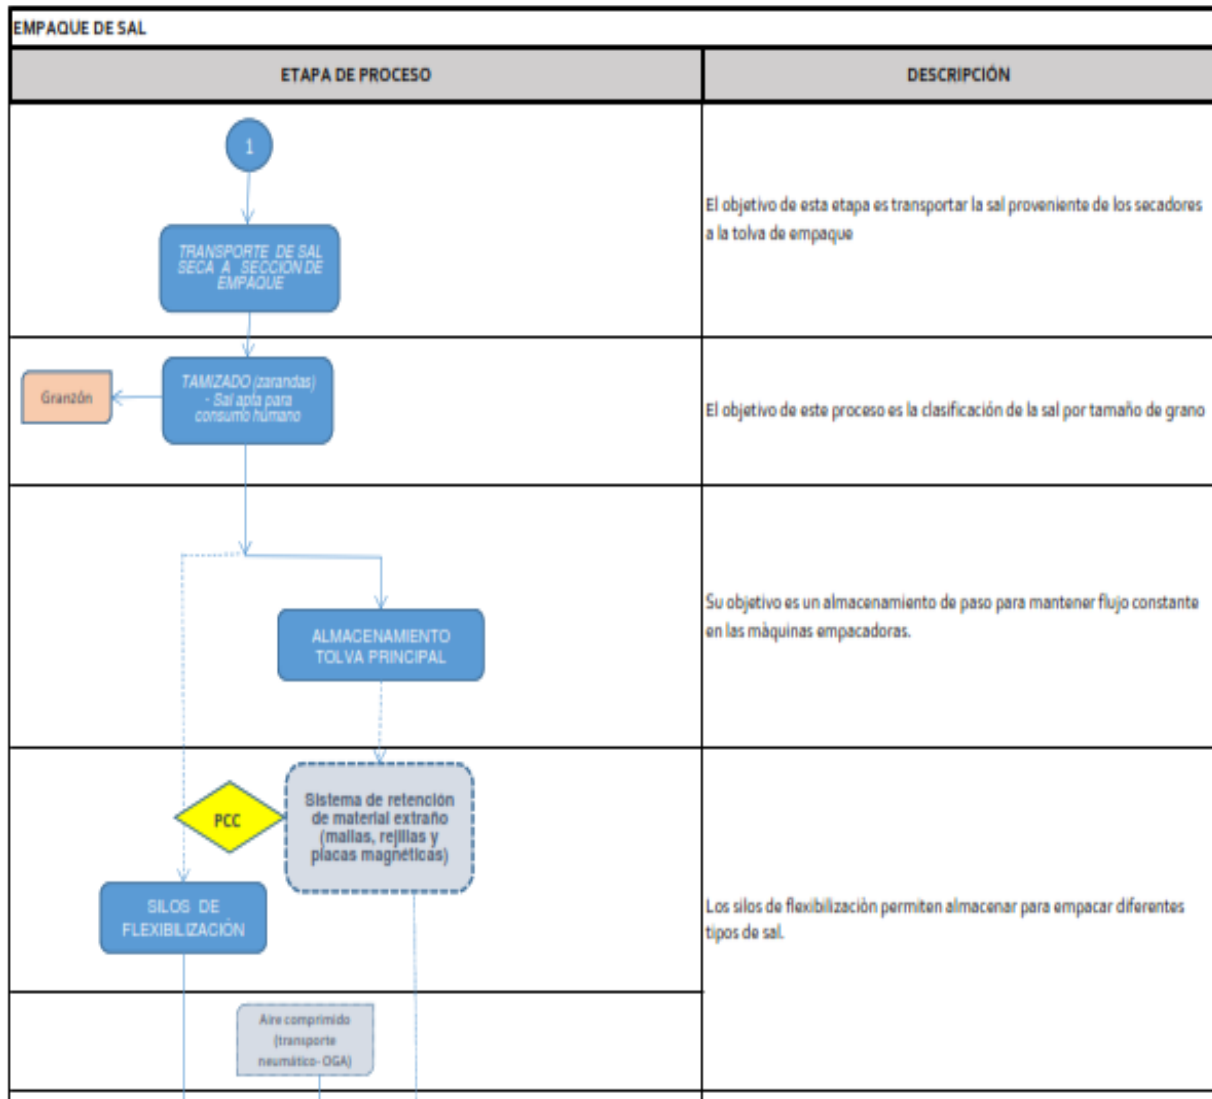 EMPAQUE DE SAL
ETAPA DE PROCESO
DESCRIPCIÓN
1
TRANSPORTE DE SAL
SECA A SECCION DE
EMPAQUE
El objetivo de esta etapa es transportar la sal proveniente de los secadores
a la tolva de empaque
Granzón
TAMIZADO (zarandas)
- Sal apta para
consumo humano
El objetivo de este proceso es la clasificación de la sal por tamaño de grano
ALMACENAMIENTO
TOLVA PRINCIPAL
Su objetivo es un almacenamiento de paso para mantener flujo constante
en las màquinas empacadoras.
PCC
Sistema de retención
de material extraño
(mallas, rejillas y
placas magnéticas)
SILOS DE
FLEXIBILIZACIÓN
Los silos de flexibilizaciòn permiten almacenar para empacar diferentes
tipos de sal.
Aire comprimido
(transporte
neumático- OGA)